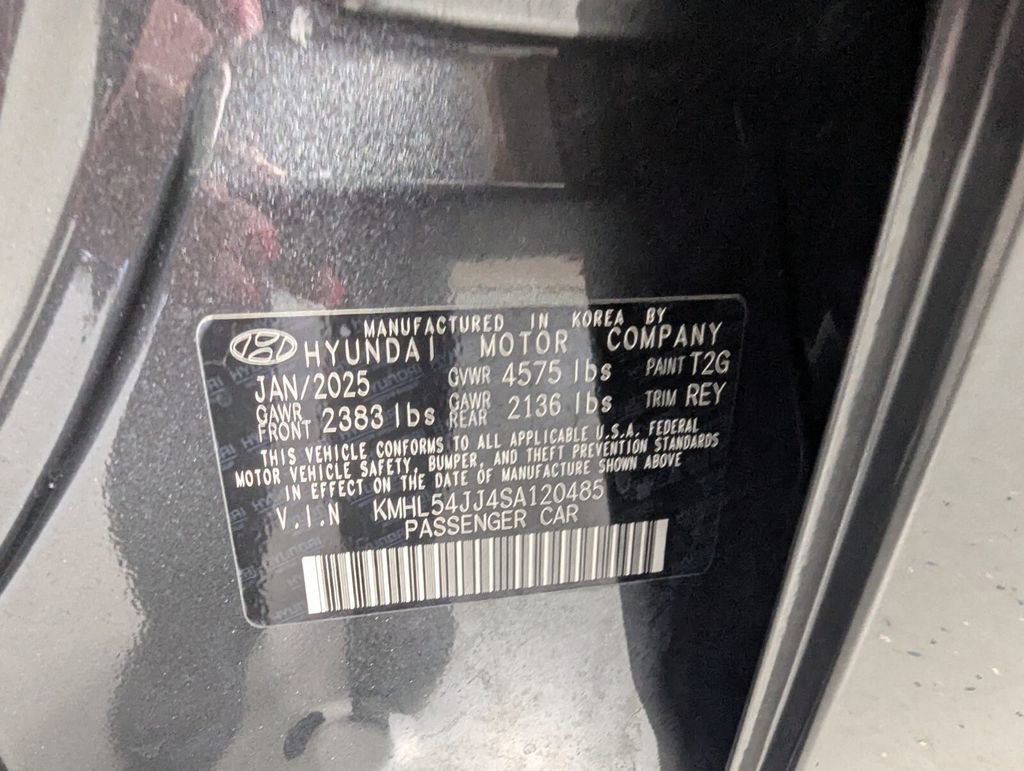 MANUFACTURED IN KOREA BY
HYUNDAI MOTOR COMPANY
JAN/2025 GVWR 4575 lbs PAINT T2G
GAWR FRONT 2383 lbs GAWR REAR 2136 lbs TRIM REY
THIS VEHICLE CONFORMS TO ALL APPLICABLE U.S.A. FEDERAL
MOTOR VEHICLE SAFETY, BUMPER, AND THEFT PREVENTION STANDARDS
IN EFFECT ON THE DATE OF MANUFACTURE SHOWN ABOVE
V.I.N KMHL54JJ4SA120485
PASSENGER CAR